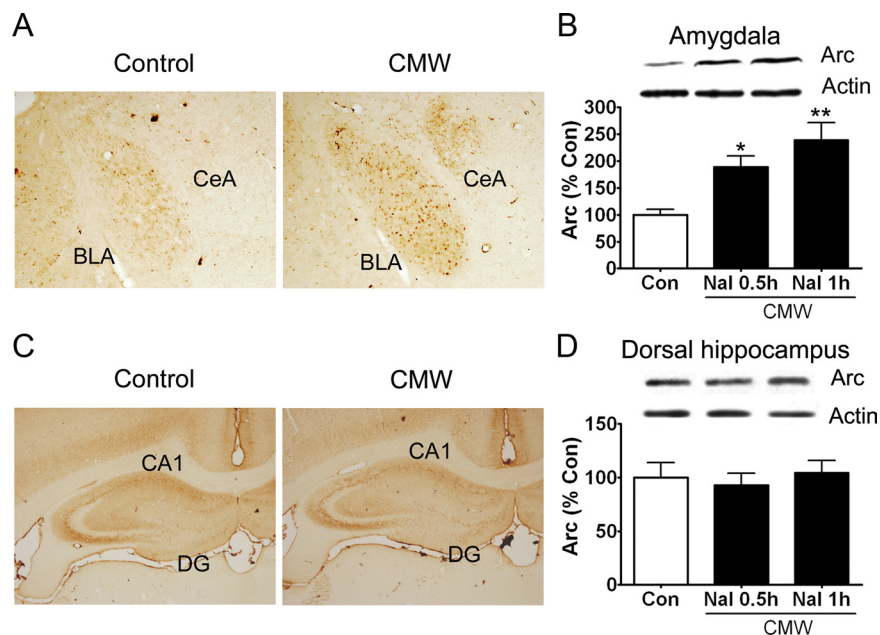 A
Control
CMW
CeA
BLA
CeA
BLA
B
Amygdala
Arc
Actin
300
250
200
150
100
50
0
Arc (% Con)
*
**
Con
Nal 0.5h
Nal 1h
CMW
C
Control
CMW
CA1
DG
CA1
DG
D
Dorsal hippocampus
Arc
Actin
150
100
50
0
Arc (% Con)
Con
Nal 0.5h
Nal 1h
CMW